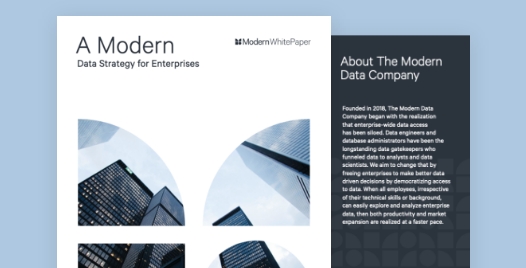 A Modern
Data Strategy for Enterprises
ModernWhitePaper
About The Modern
Data Company
Founded in 2018, The Modern Data
Company began with the realization
that enterprise-wide data access
has been siloed. Data engineers and
database administrators have been the
longstanding data gatekeepers who
funneled data to analysts and data
scientists. We aim to change that by
freeing enterprises to make better data
driven decisions by democratizing access
to data. When all employees, irrespective
of their technical skills or background,
can easily explore and analyze enterprise
data, then both productivity and market
expansion are realized at a faster pace.